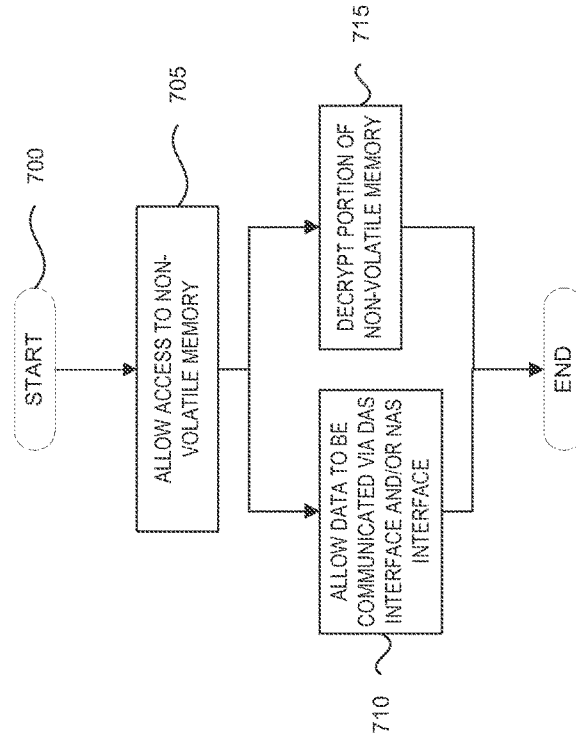 START
700
ALLOW ACCESS TO NON-
VOLATILE MEMORY
705
ALLOW DATA TO BE
COMMUNICATED VIA DAS
INTERFACE AND/OR NAS
INTERFACE
710
DECRYPT PORTION OF
NON-VOLATILE MEMORY
715
END